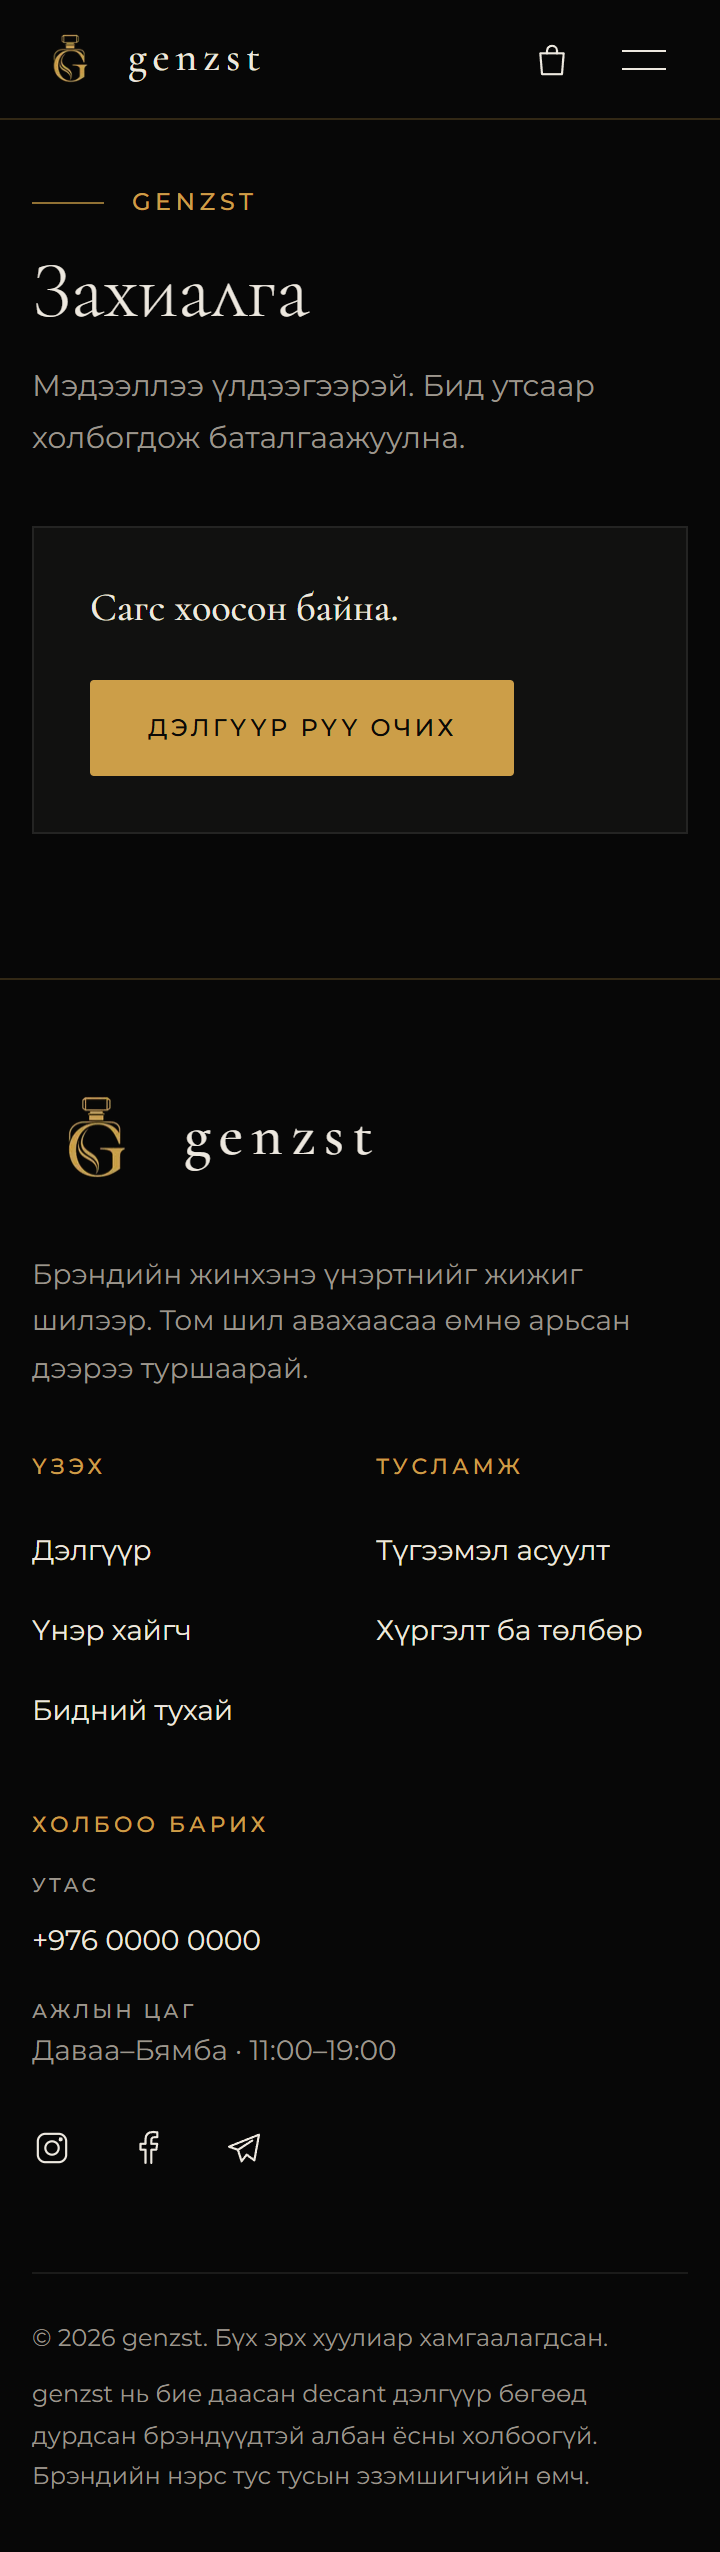 genzst
GENZST
Захиалга
Мэдээллээ үлдээгээрэй. Бид утсаар
холбогдож баталгаажуулна.
Сагс хоосон байна.
ДЭЛГҮҮР РҮҮ ОЧИХ
genzst
Брэндийн жинхэнэ үнэртнийг жижиг
шилээр. Том шил авахаасаа өмнө арьсан
дээрээ туршаарай.
ҮЗЭХ
Дэлгүүр
Үнэр хайгч
Бидний тухай
ТУСЛАМЖ
Түгээмэл асуулт
Хүргэлт ба төлбөр
ХОЛБОО БАРИХ
УТАС
+976 0000 0000
АЖЛЫН ЦАГ
Даваа–Бямба · 11:00–19:00
© 2026 genzst. Бүх эрх хуулиар хамгаалагдсан.
genzst нь бие даасан decant дэлгүүр бөгөөд
дурдсан брэндүүдтэй албан ёсны холбоогүй.
Брэндийн нэрс тус тусын эзэмшигчийн өмч.